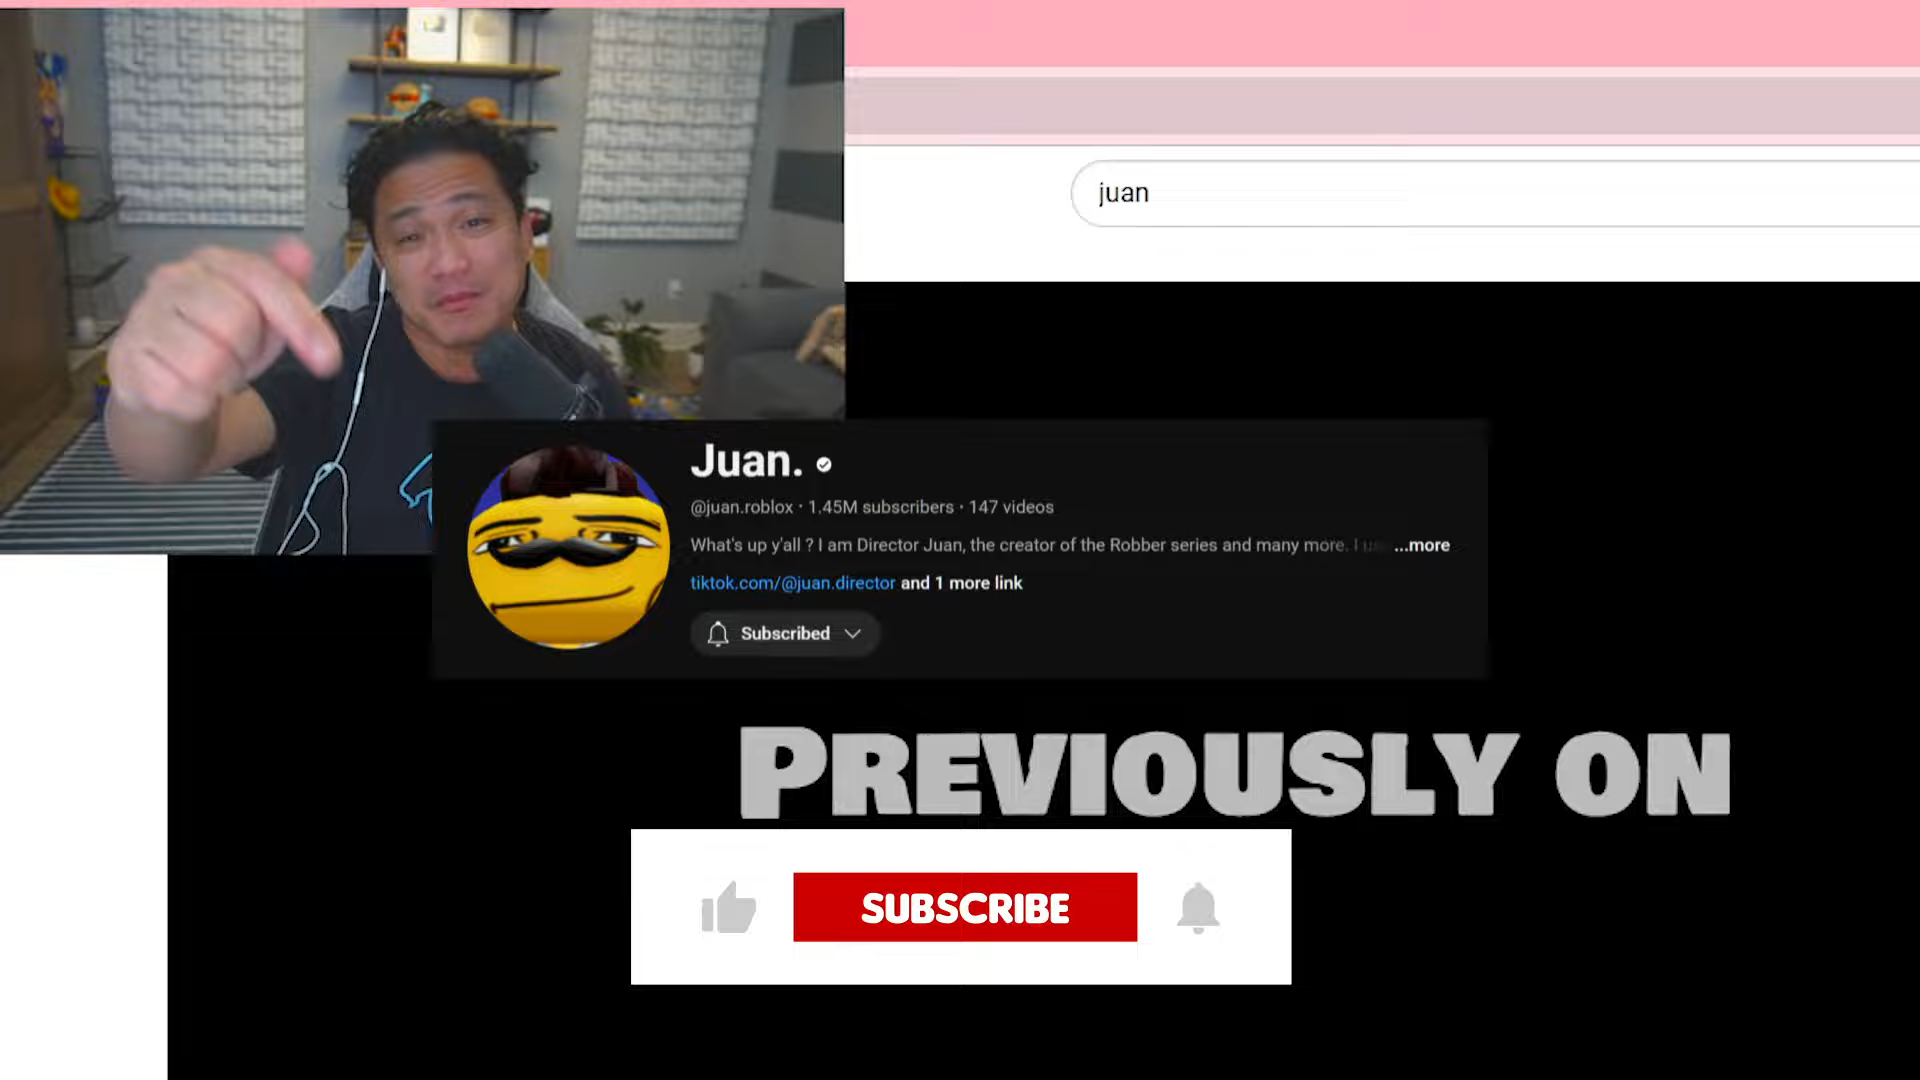 juan
Juan.
@juan.roblox · 1.45M subscribers · 147 videos
What's up y'all ? I am Director Juan, the creator of the Robber series and many more. I ...more
tiktok.com/@juan.director and 1 more link
Subscribed
PREVIOUSLY ON
SUBSCRIBE